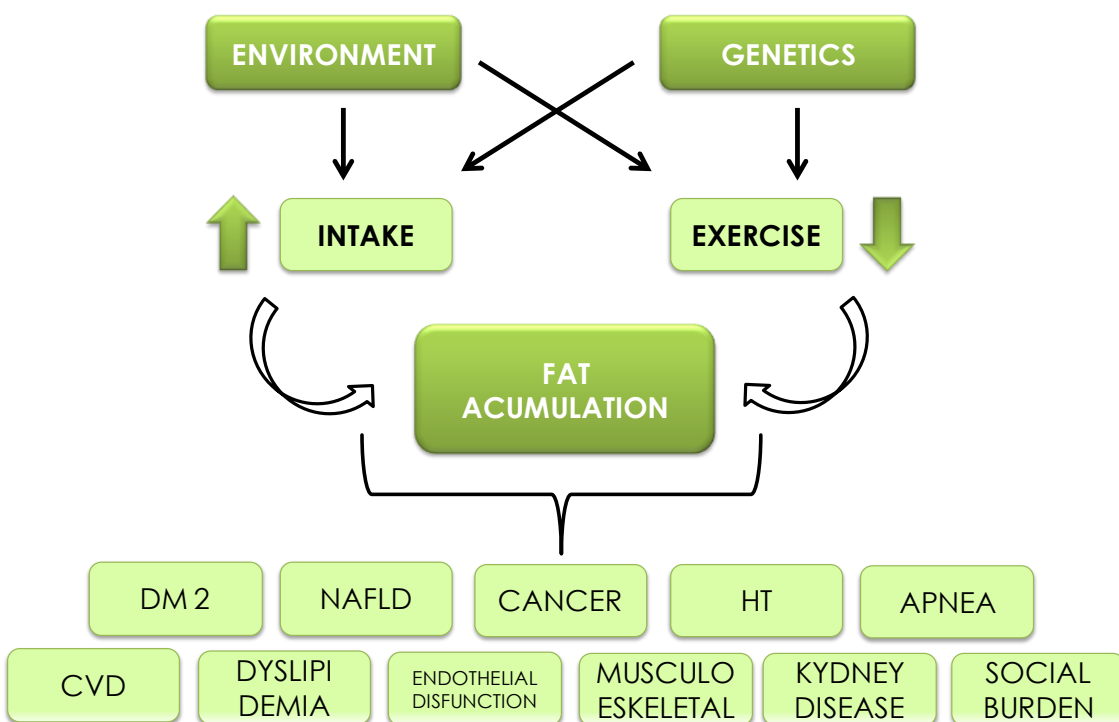 ENVIRONMENT
GENETICS
INTAKE
EXERCISE
FAT
ACUMULATION
DM 2
NAFLD
CANCER
HT
APNEA
CVD
DYSLIPI
DEMIA
ENDOTHELIAL
DISFUNCTION
MUSCULO
ESKELETAL
KYDNEY
DISEASE
SOCIAL
BURDEN